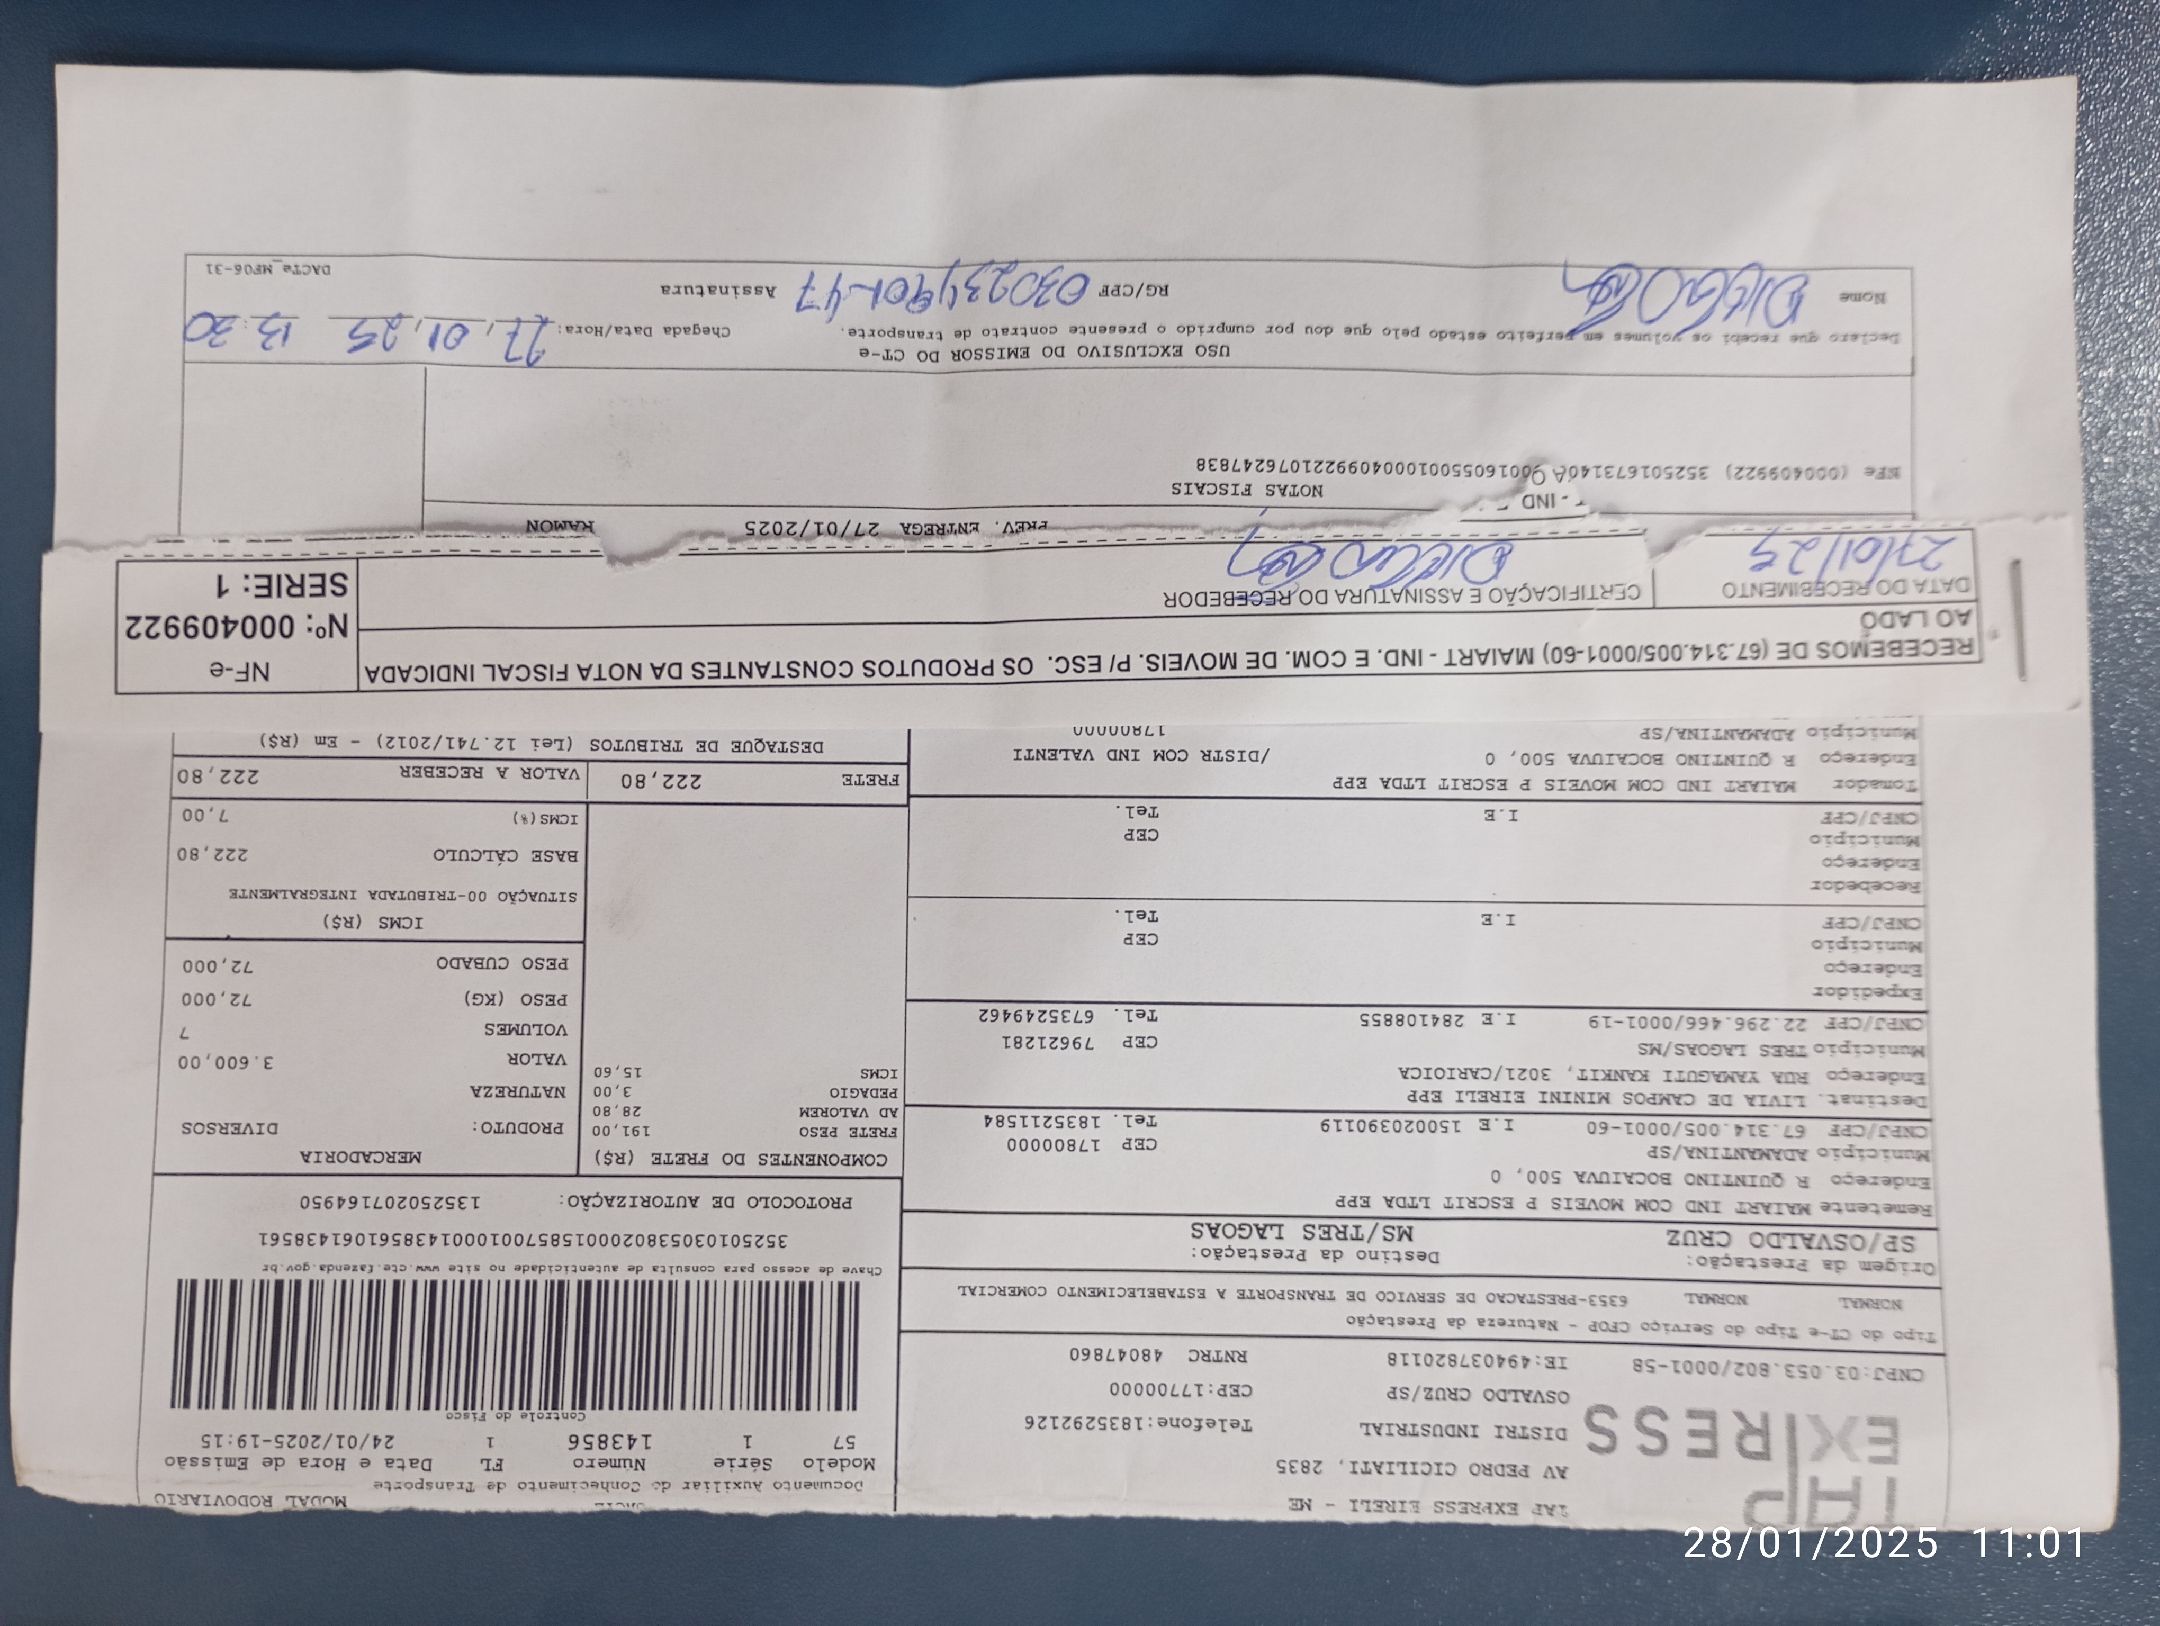 TAP
EXPRESS
TAP EXPRESS EIRELI - ME
AV PEDRO CICILIATI, 2835
DISTRI INDUSTRIAL Telefone:1835292126
OSVALDO CRUZ/SP CEP:17700000
CNPJ:03.053.802/0001-58 IE:494037820118 RNTRC 48047860
MODAL RODOVIARIO
Documento Auxiliar do Conhecimento de Transporte
Modelo Série Número FL Data e Hora de Emissão
57 1 143856 1 24/01/2025-19:15
Controle do Fisco
Chave de acesso para consulta de autenticidade no site www.cte.fazenda.gov.br
35250103053802000158570010001438561061438561
PROTOCOLO DE AUTORIZAÇÃO: 135250207164950
Tipo do CT-e Tipo do Serviço CFOP - Natureza da Prestação
NORMAL NORMAL 6353-PRESTACAO DE SERVICO DE TRANSPORTE A ESTABELECIMENTO COMERCIAL
Origem da Prestação: Destino da Prestação:
SP/OSVALDO CRUZ MS/TRES LAGOAS
Remetente MAIART IND COM MOVEIS P ESCRIT LTDA EPP
Endereço R QUINTINO BOCAIUVA 500, 0
Município ADAMANTINA/SP CEP 17800000
CNPJ/CPF 67.314.005/0001-60 I.E 150020390119 Tel. 1835211584
Destinat. LIVIA DE CAMPOS MININI EIRELI EPP
Endereço RUA YAMAGUTI KANKIT, 3021/CARIOICA
Município TRES LAGOAS/MS CEP 79621281
CNPJ/CPF 22.296.466/0001-19 I.E 284108855 Tel. 6735249462
Expedidor
Endereço
Município CEP
CNPJ/CPF I.E Tel.
Recebedor
Endereço
Município CEP
CNPJ/CPF I.E Tel.
Tomador MAIART IND COM MOVEIS P ESCRIT LTDA EPP
Endereço R QUINTINO BOCAIUVA 500, 0 /DISTR COM IND VALENTI
Município ADAMANTINA/SP 17800000
COMPONENTES DO FRETE (R$)
FRETE PESO 191,00
AD VALOREM 28,80
PEDAGIO 3,00
ICMS 15,60
FRETE 222,80
MERCADORIA
PRODUTO: DIVERSOS
NATUREZA
VALOR 3.600,00
VOLUMES 7
PESO (KG) 72,000
PESO CUBADO 72,000
ICMS (R$)
SITUAÇÃO 00-TRIBUTADA INTEGRALMENTE
BASE CÁLCULO 222,80
ICMS(%) 7,00
VALOR A RECEBER 222,80
DESTAQUE DE TRIBUTOS (Lei 12.741/2012) - Em (R$)
RECEBEMOS DE (67.314.005/0001-60) MAIART - IND. E COM. DE MOVEIS. P/ ESC. OS PRODUTOS CONSTANTES DA NOTA FISCAL INDICADA
AO LADO
NF-e
Nº: 000409922
SERIE: 1
DATA DO RECEBIMENTO CERTIFICAÇÃO E ASSINATURA DO RECEBEDOR
27/01/25
PREV. ENTREGA 27/01/2025 RAMON
- IND
NOTAS FISCAIS
USO EXCLUSIVO DO EMISSOR DO CT-e
Declaro que recebi os volumes em perfeito estado pelo que dou por cumprido o presente contrato de transporte. Chegada Data/Hora: 27, 01, 25 13:30
Nome DIEGO RG/CPF Assinatura
DACTe_MF06-31
28/01/2025 11:01